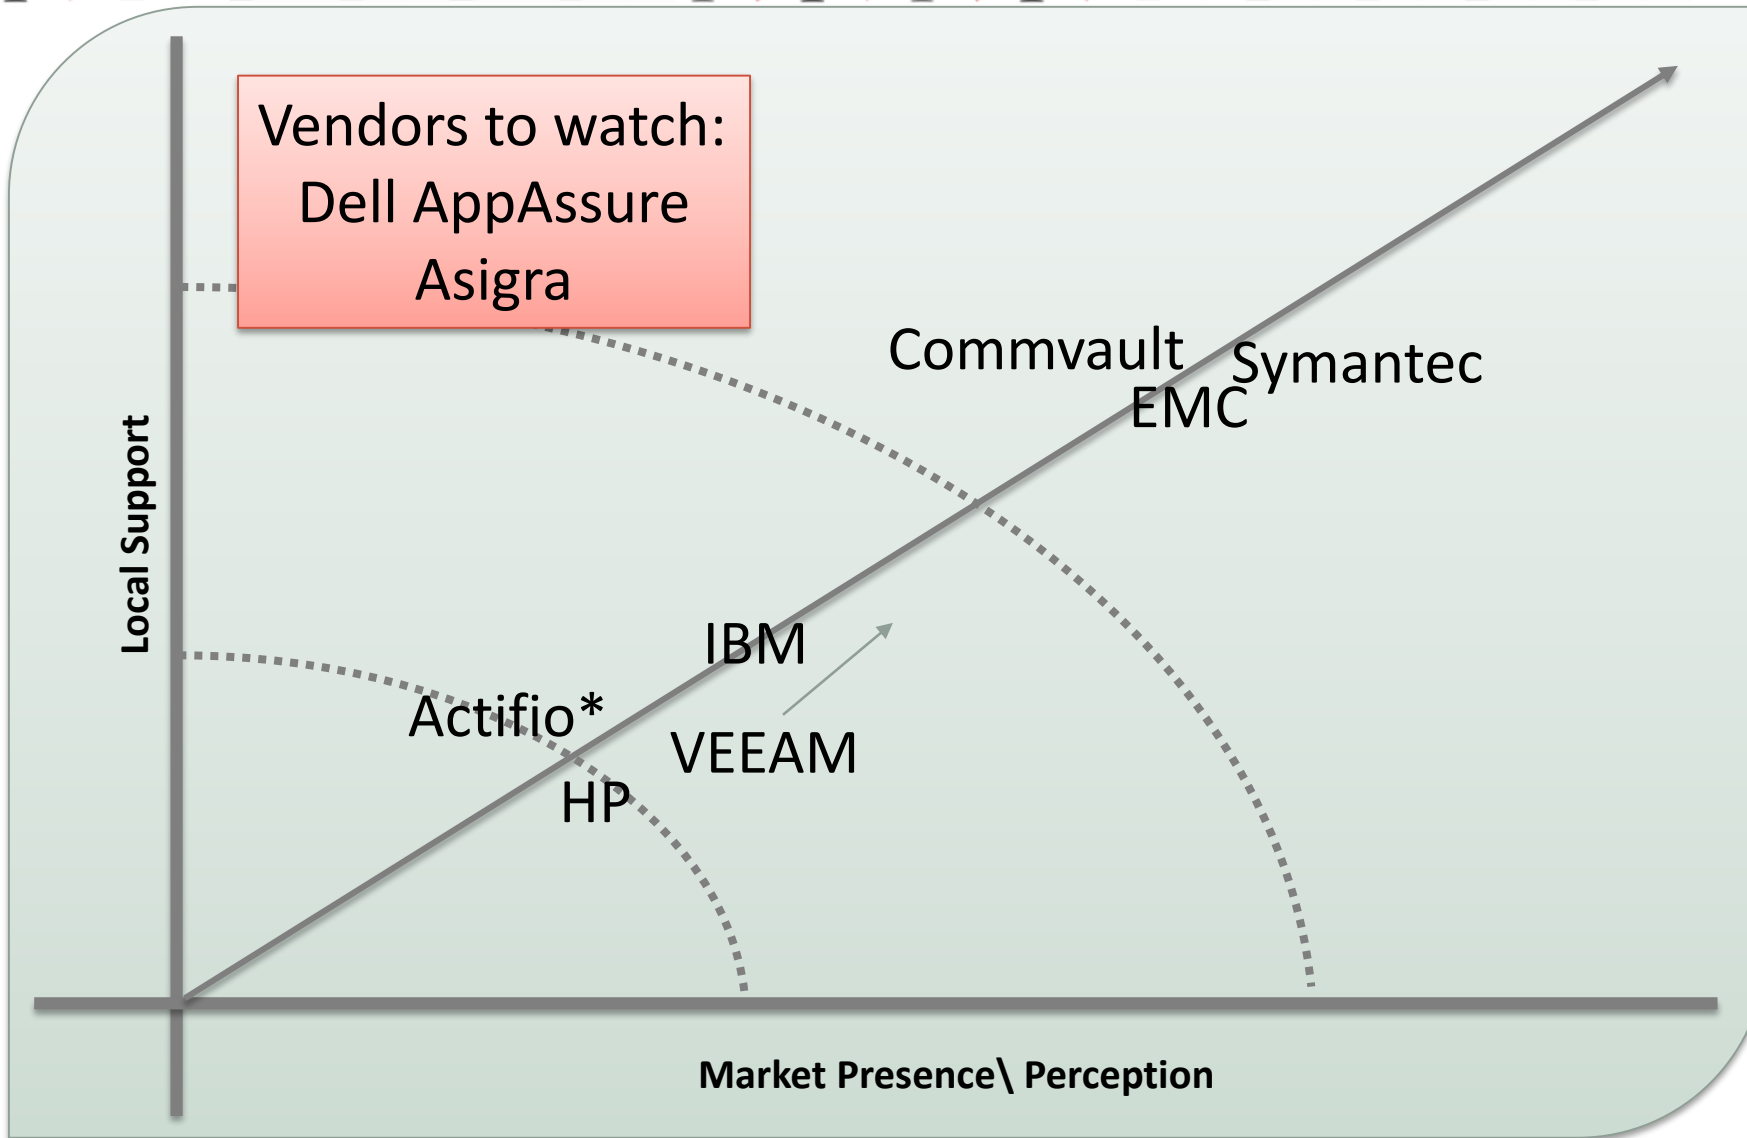 Vendors to watch:
Dell AppAssure
Asigra
Commvault
Symantec
EMC
Local Support
IBM
Actifio*
VEEAM
HP
Market Presence\ Perception